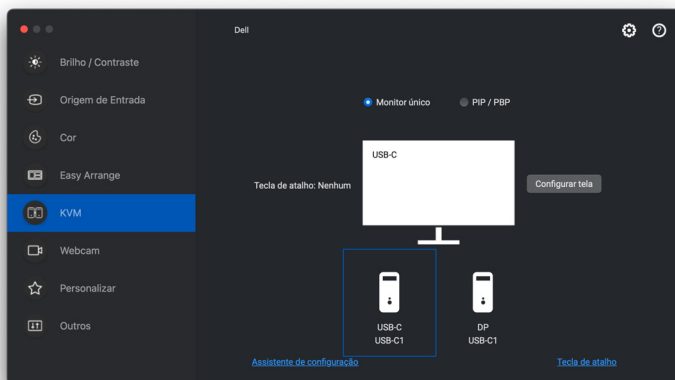 Dell
Brilho / Contraste
Origem de Entrada
Cor
Easy Arrange
KVM
Webcam
Personalizar
Outros
Monitor único
PIP / PBP
USB-C
Tecla de atalho: Nenhum
Configurar tela
USB-C
USB-C1
DP
USB-C1
Assistente de configuração
Tecla de atalho